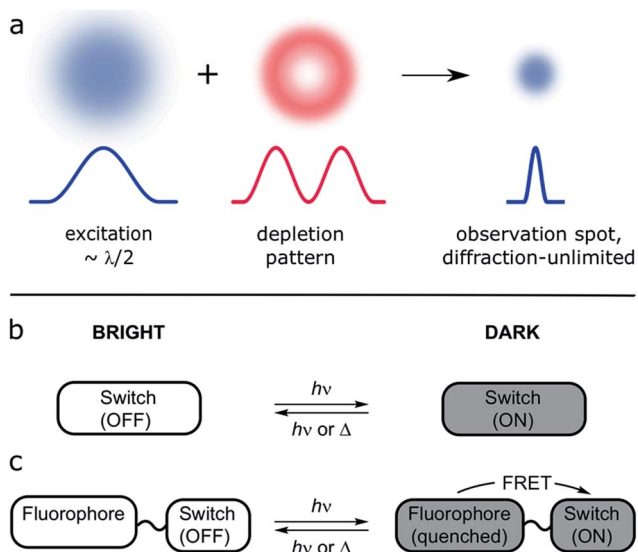 a
+
excitation
~ λ/2
depletion
pattern
observation spot,
diffraction-unlimited
b
BRIGHT
DARK
Switch
(OFF)
hν
hν or Δ
Switch
(ON)
c
Fluorophore
Switch
(OFF)
hν
hν or Δ
FRET
Fluorophore
(quenched)
Switch
(ON)